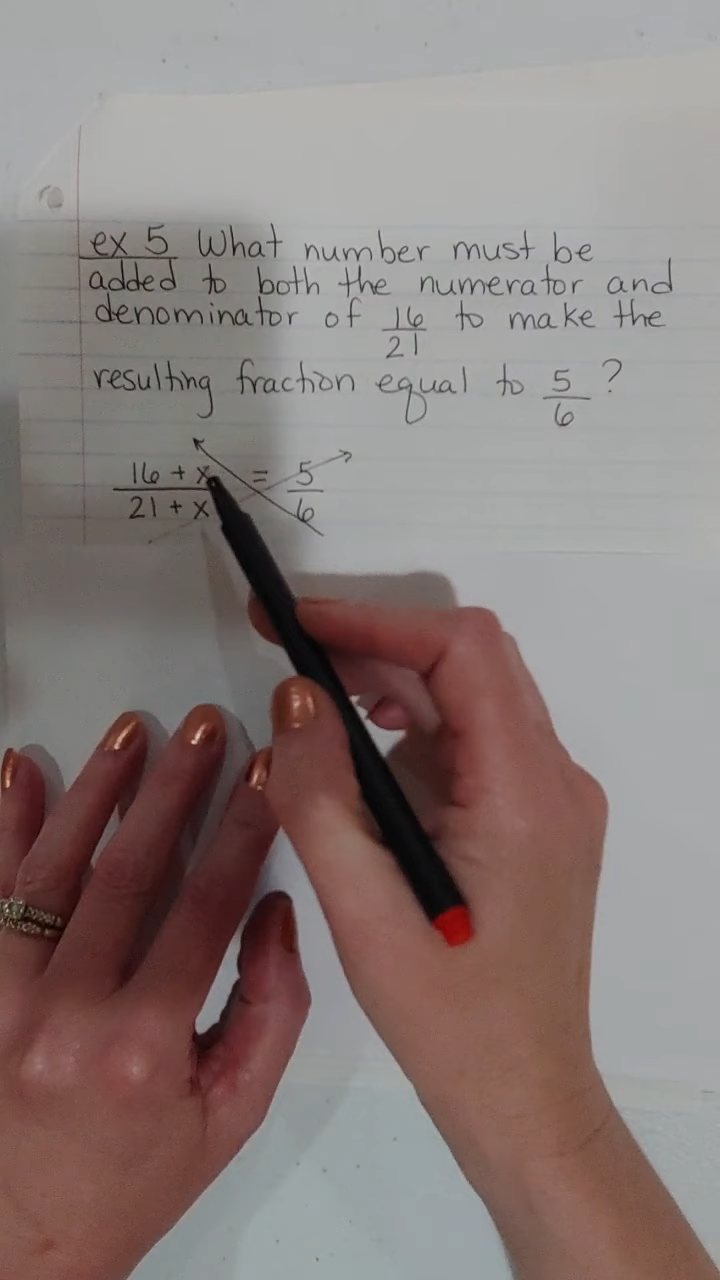 ex 5 What number must be
added to both the numerator and
denominator of 16/21 to make the
resulting fraction equal to 5/6 ?
16 + x / 21 + x = 5/6